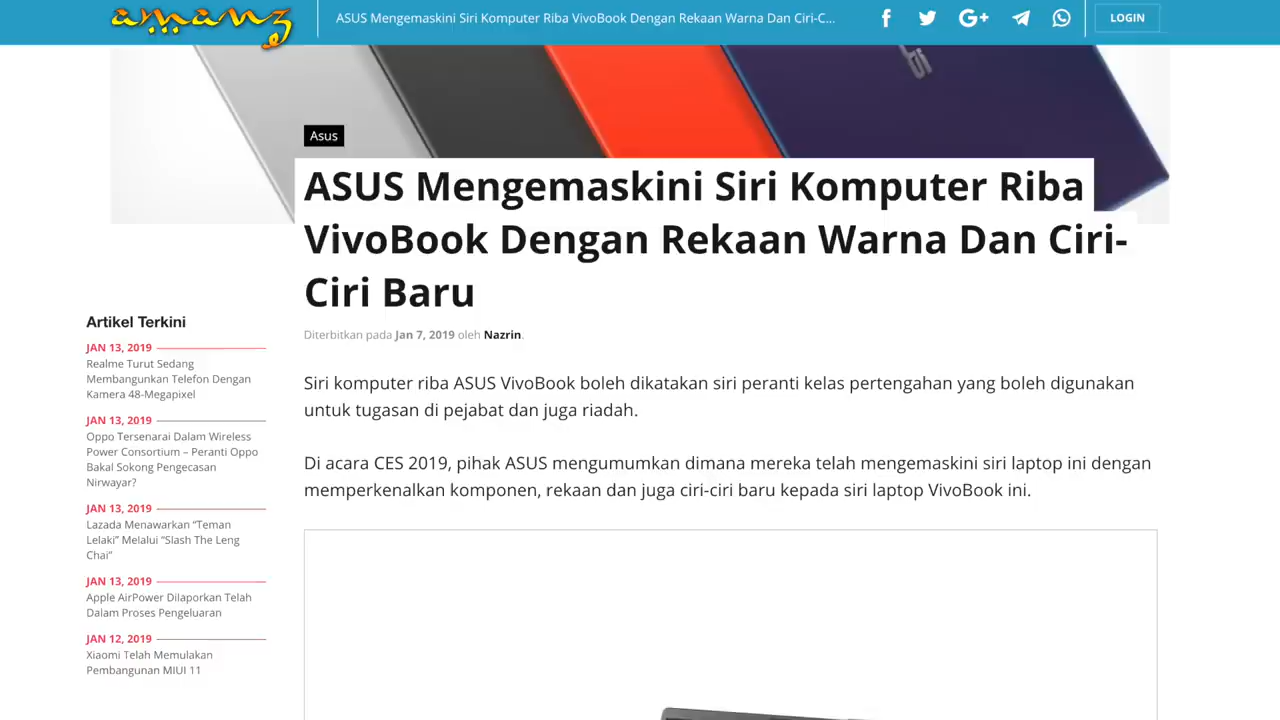 amanz
ASUS Mengemaskini Siri Komputer Riba VivoBook Dengan Rekaan Warna Dan Ciri-C...
LOGIN
Asus
ASUS Mengemaskini Siri Komputer Riba
VivoBook Dengan Rekaan Warna Dan Ciri-
Ciri Baru
Diterbitkan pada Jan 7, 2019 oleh Nazrin.
Siri komputer riba ASUS VivoBook boleh dikatakan siri peranti kelas pertengahan yang boleh digunakan
untuk tugasan di pejabat dan juga riadah.
Di acara CES 2019, pihak ASUS mengumumkan dimana mereka telah mengemaskini siri laptop ini dengan
memperkenalkan komponen, rekaan dan juga ciri-ciri baru kepada siri laptop VivoBook ini.
Artikel Terkini
JAN 13, 2019
Realme Turut Sedang
Membangunkan Telefon Dengan
Kamera 48-Megapixel
JAN 13, 2019
Oppo Tersenarai Dalam Wireless
Power Consortium – Peranti Oppo
Bakal Sokong Pengecasan
Nirwayar?
JAN 13, 2019
Lazada Menawarkan “Teman
Lelaki” Melalui “Slash The Leng
Chai”
JAN 13, 2019
Apple AirPower Dilaporkan Telah
Dalam Proses Pengeluaran
JAN 12, 2019
Xiaomi Telah Memulakan
Pembangunan MIUI 11